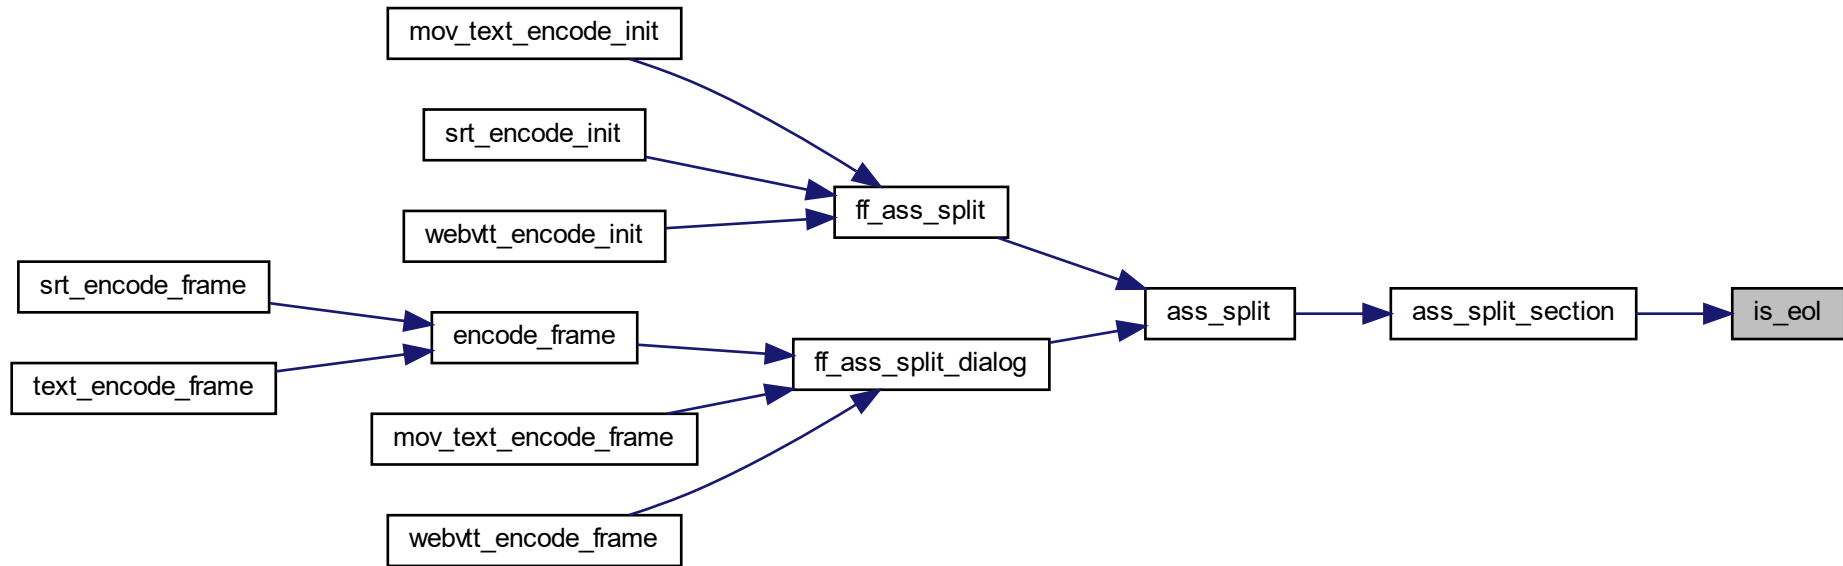 mov_text_encode_init
srt_encode_init
ff_ass_split
webvtt_encode_init
srt_encode_frame
ass_split
ass_split_section
is_eol
encode_frame
ff_ass_split_dialog
text_encode_frame
mov_text_encode_frame
webvtt_encode_frame